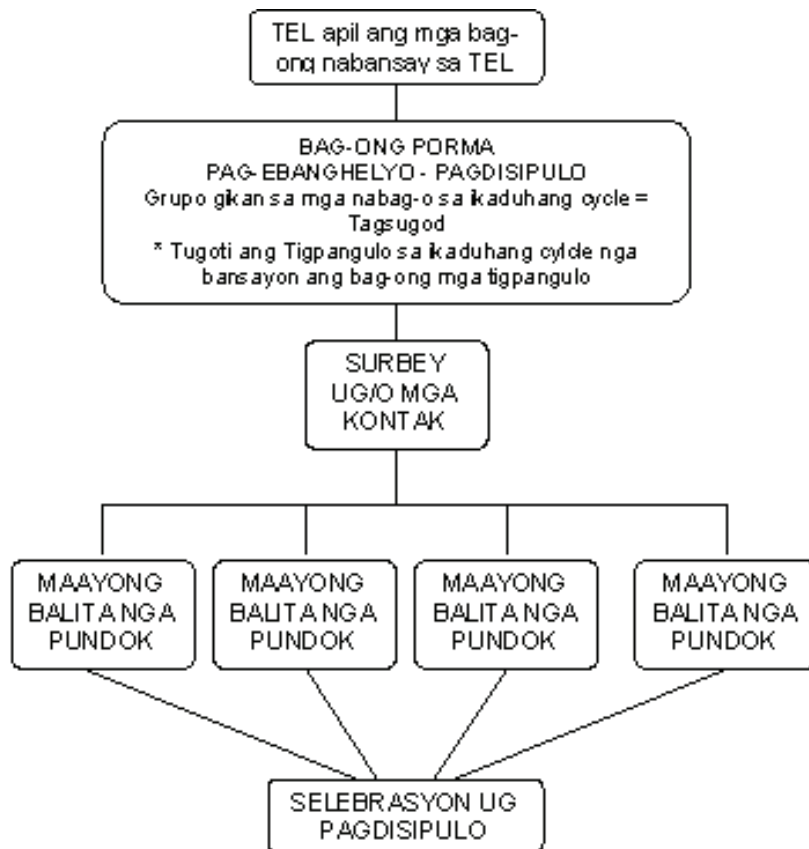 TEL apil ang mga bag-
ong nabansay sa TEL
BAG-ONG PORMA
PAG-EBANGHELYO - PAGDISIPULO
Grupo gikan sa mga nabag-o sa ikaduhang cycle =
Tagsugod
* Tugoti ang Tigpangulo sa ikaduhang cylcle nga
bansayon ang bag-ong mga tigpangulo
SURBEY
UG/O MGA
KONTAK
MAAYONG
BALITA NGA
PUNDOK
MAAYONG
BALITA NGA
PUNDOK
MAAYONG
BALITA NGA
PUNDOK
MAAYONG
BALITA NGA
PUNDOK
SELEBRASYON UG
PAGDISIPULO